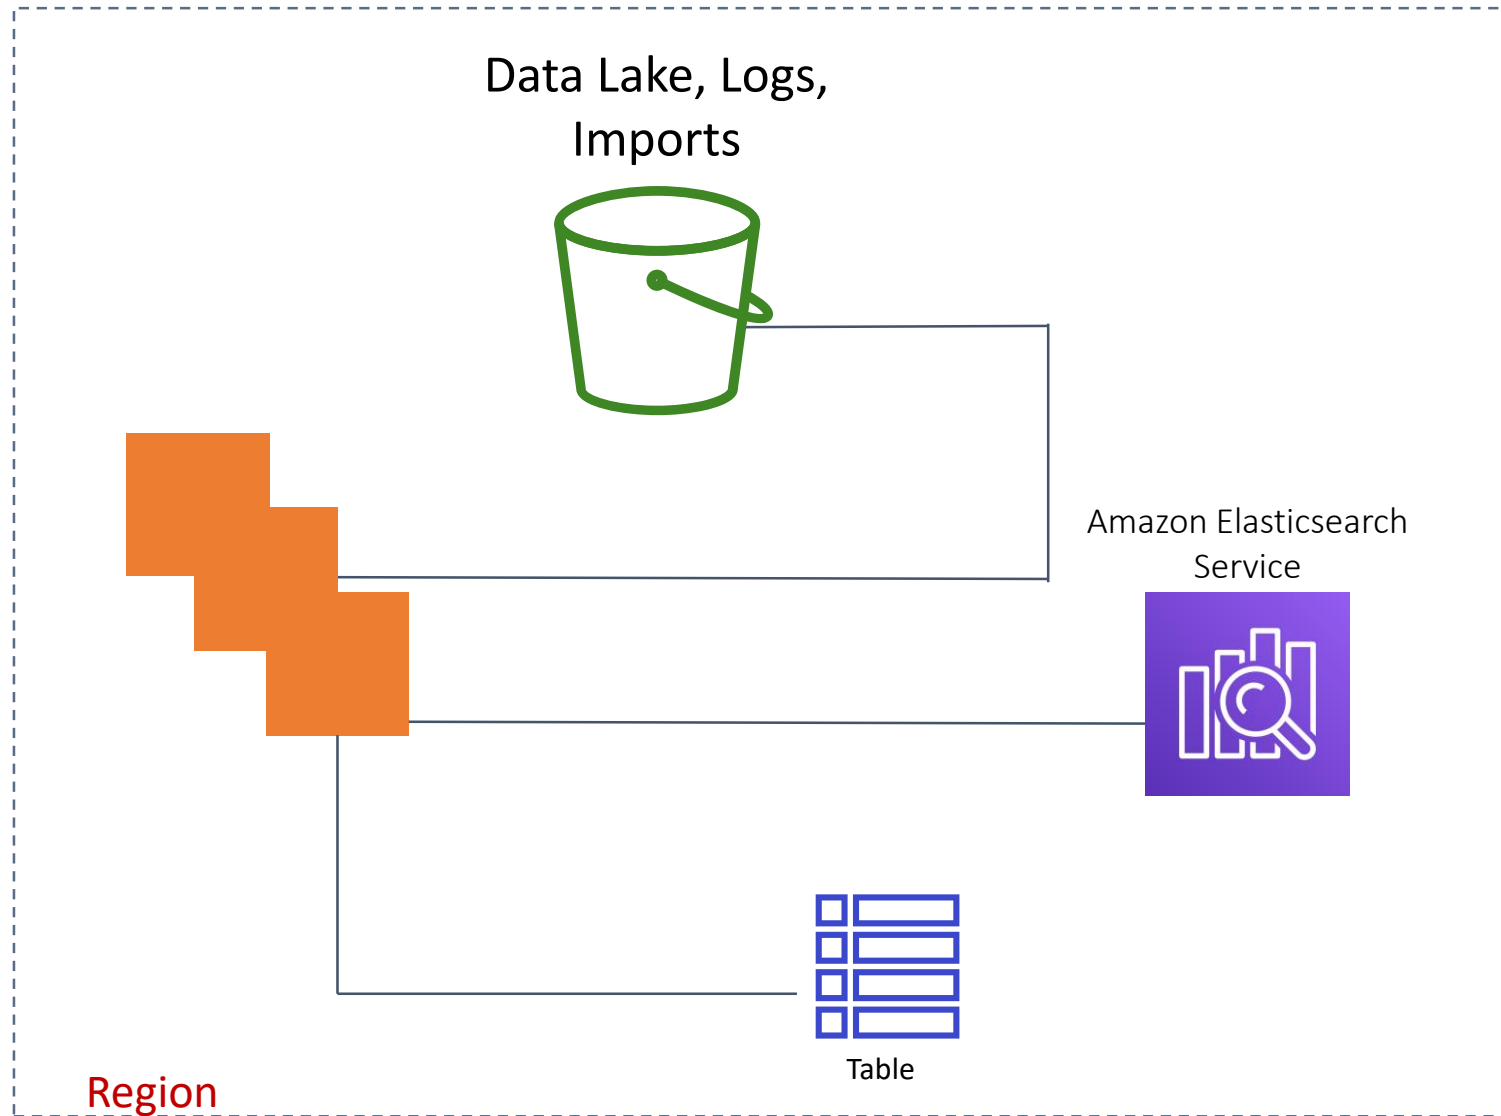 Data Lake, Logs,
Imports
Amazon Elasticsearch
Service
Table
Region